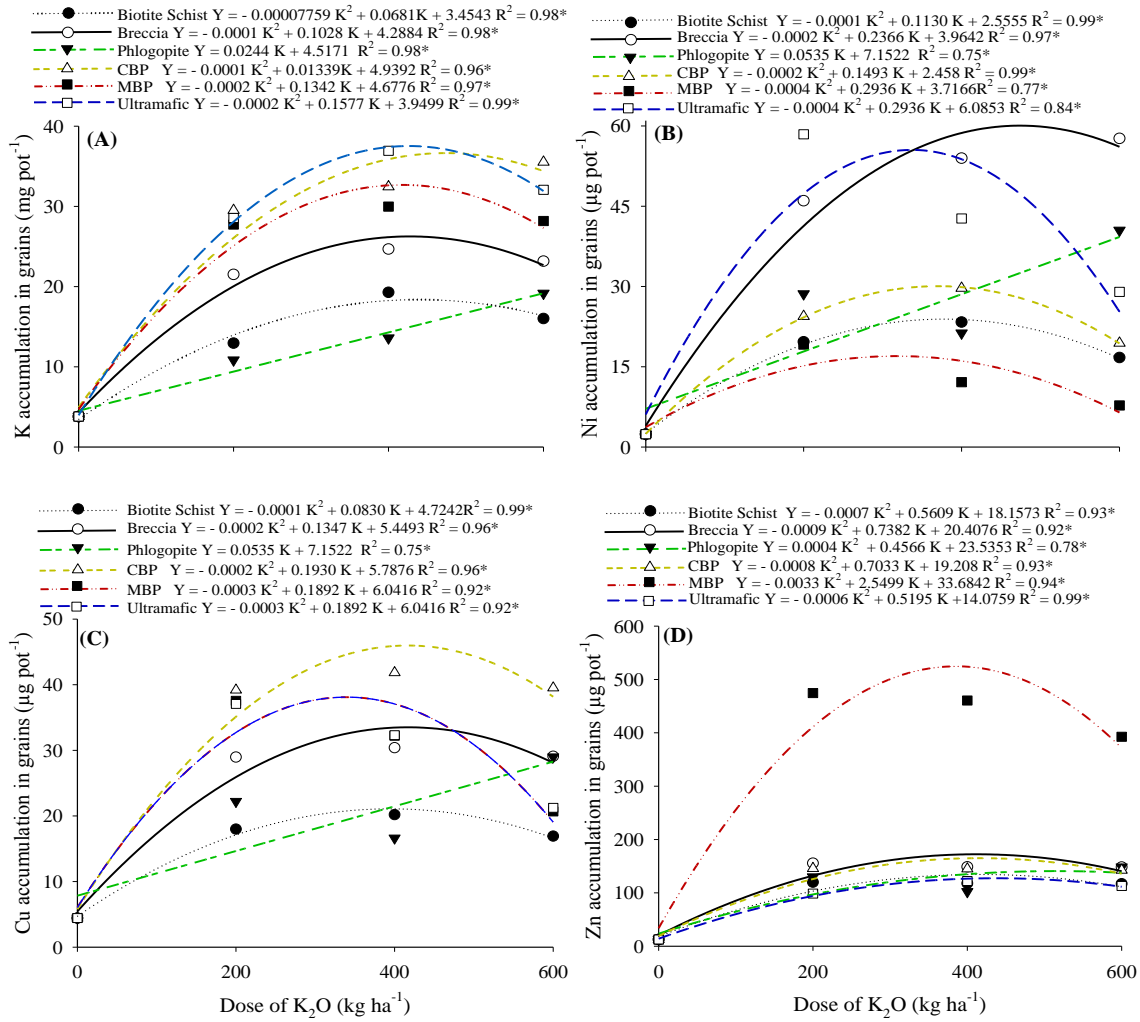 Biotite Schist Y = - 0.00007759 K² + 0.0681K + 3.4543 R² = 0.98*
Breccia Y = - 0.0001 K² + 0.1028 K + 4.2884 R² = 0.98*
Phlogopite Y = 0.0244 K + 4.5171 R² = 0.98*
CBP Y = - 0.0001 K² + 0.01339K + 4.9392 R² = 0.96*
MBP Y = - 0.0002 K² + 0.1342 K + 4.6776 R² = 0.97*
Ultramafic Y = - 0.0002 K² + 0.1577 K + 3.9499 R² = 0.99*
(A)
K accumulation in grains (mg pot⁻¹)
40
30
20
10
0
Biotite Schist Y = - 0.0001 K² + 0.1130 K + 2.5555 R² = 0.99*
Breccia Y = - 0.0002 K² + 0.2366 K + 3.9642 R² = 0.97*
Phlogopite Y = 0.0535 K + 7.1522 R² = 0.75*
CBP Y = - 0.0002 K² + 0.1493 K + 2.458 R² = 0.99*
MBP Y = - 0.0004 K² + 0.2936 K + 3.7166R² = 0.77*
Ultramafic Y = - 0.0004 K² + 0.2936 K + 6.0853 R² = 0.84*
(B)
Ni accumulation in grains (µg pot⁻¹)
60
45
30
15
0
Biotite Schist Y = - 0.0001 K² + 0.0830 K + 4.7242R² = 0.99*
Breccia Y = - 0.0002 K² + 0.1347 K + 5.4493 R² = 0.96*
Phlogopite Y = 0.0535 K + 7.1522 R² = 0.75*
CBP Y = - 0.0002 K² + 0.1930 K + 5.7876 R² = 0.96*
MBP Y = - 0.0003 K² + 0.1892 K + 6.0416 R² = 0.92*
Ultramafic Y = - 0.0003 K² + 0.1892 K + 6.0416 R² = 0.92*
(C)
Cu accumulation in grains (µg pot⁻¹)
50
40
30
20
10
0
0 200 400 600
Dose of K₂O (kg ha⁻¹)
Biotite Schist Y = - 0.0007 K² + 0.5609 K + 18.1573 R² = 0.93*
Breccia Y = - 0.0009 K² + 0.7382 K + 20.4076 R² = 0.92*
Phlogopite Y = 0.0004 K² + 0.4566 K + 23.5353 R² = 0.78*
CBP Y = - 0.0008 K² + 0.7033 K + 19.208 R² = 0.93*
MBP Y = - 0.0033 K² + 2.5499 K + 33.6842 R² = 0.94*
Ultramafic Y = - 0.0006 K² + 0.5195 K +14.0759 R² = 0.99*
(D)
Zn accumulation in grains (µg pot⁻¹)
600
500
400
300
200
100
0
0 200 400 600
Dose of K₂O (kg ha⁻¹)